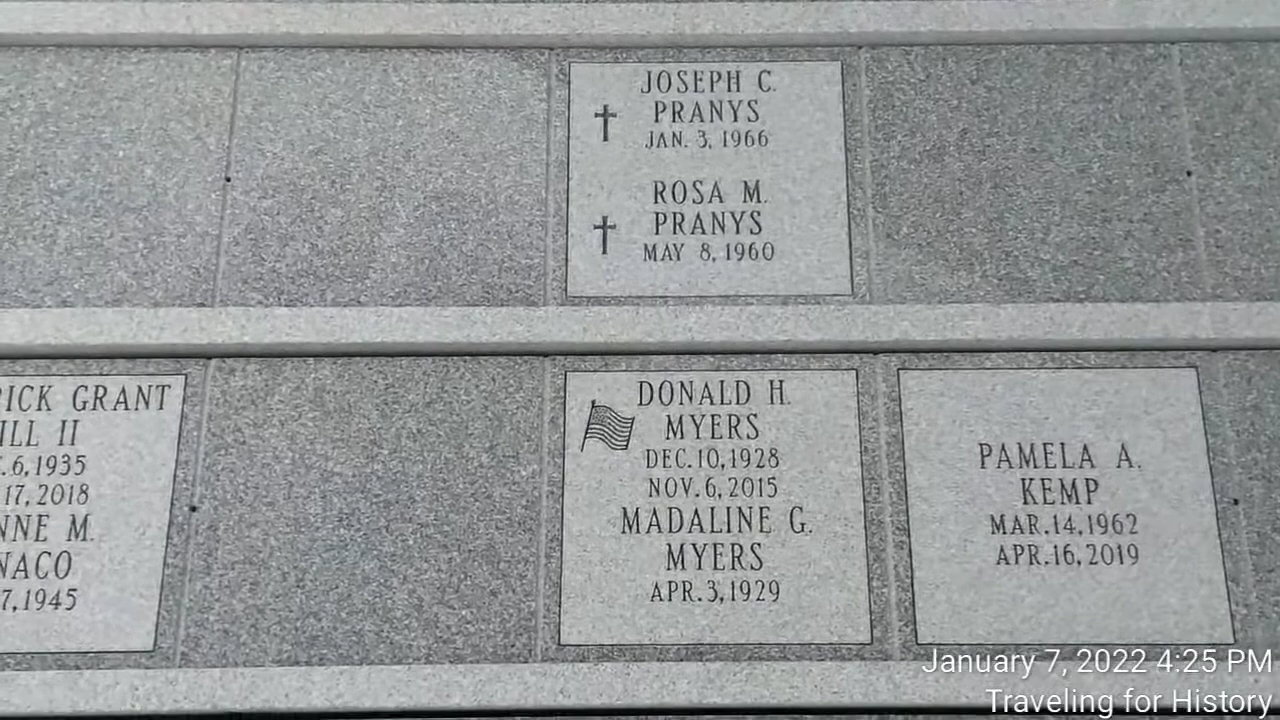 JOSEPH C.
PRANYS
JAN. 3, 1966
ROSA M.
PRANYS
MAY 8, 1960
RICK GRANT
ILL II
.6,1935
17,2018
NNE M.
NACO
7,1945
DONALD H.
MYERS
DEC.10,1928
NOV.6,2015
MADALINE G.
MYERS
APR.3,1929
PAMELA A.
KEMP
MAR.14,1962
APR.16,2019
January 7, 2022 4:25 PM
Traveling for History